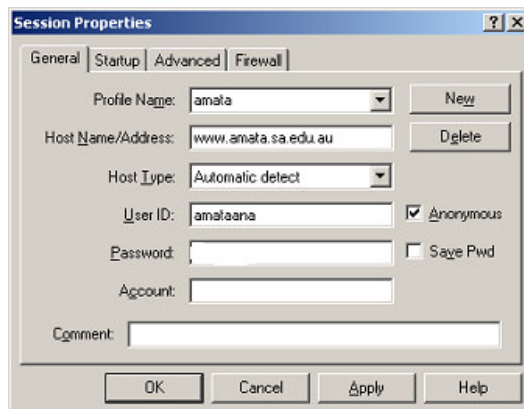 Session Properties
General Startup Advanced Firewall
Profile Name: amata New
Host Name/Address: www.amata.sa.edu.au Delete
Host Type: Automatic detect
User ID: amataana Anonymous
Password: Save Pwd
Account:
Comment:
OK Cancel Apply Help